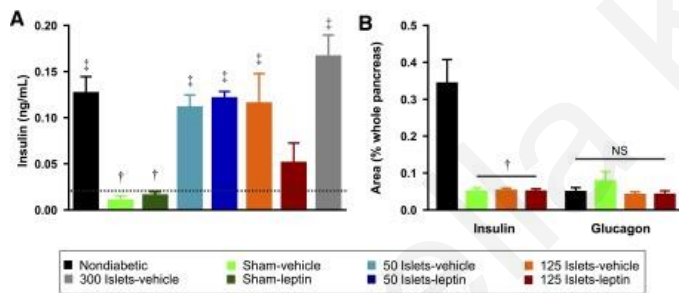 A
Insulin (ng/mL)
0.20
0.15
0.10
0.05
0.00
‡
†
†
‡
‡
‡
‡
B
Area (% whole pancreas)
0.5
0.4
0.3
0.2
0.1
0.0
†
NS
Insulin
Glucagon
Nondiabetic
Sham-vehicle
50 Islets-vehicle
125 Islets-vehicle
300 Islets-vehicle
Sham-leptin
50 Islets-leptin
125 Islets-leptin